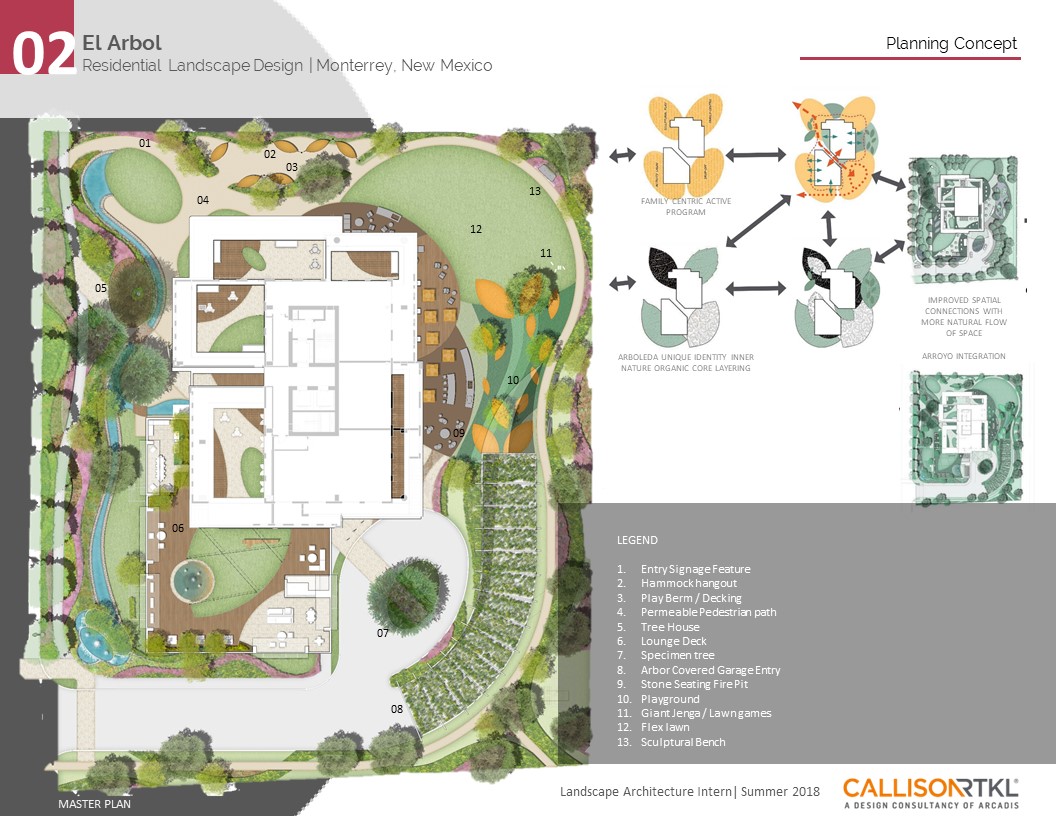 02
El Arbol
Residential Landscape Design | Monterrey, New Mexico
Planning Concept
01
02
03
04
05
06
07
08
09
10
11
12
13
FAMILY CENTRIC ACTIVE
PROGRAM
ARBOLEDA UNIQUE IDENTITY INNER
NATURE ORGANIC CORE LAYERING
IMPROVED SPATIAL
CONNECTIONS WITH
MORE NATURAL FLOW
OF SPACE
ARROYO INTEGRATION
LEGEND
1. Entry Signage Feature
2. Hammock hangout
3. Play Berm / Decking
4. Permeable Pedestrian path
5. Tree House
6. Lounge Deck
7. Specimen tree
8. Arbor Covered Garage Entry
9. Stone Seating Fire Pit
10. Playground
11. Giant Jenga / Lawn games
12. Flex lawn
13. Sculptural Bench
MASTER PLAN
Landscape Architecture Intern| Summer 2018
CALLISONRTKL®
A DESIGN CONSULTANCY OF ARCADIS